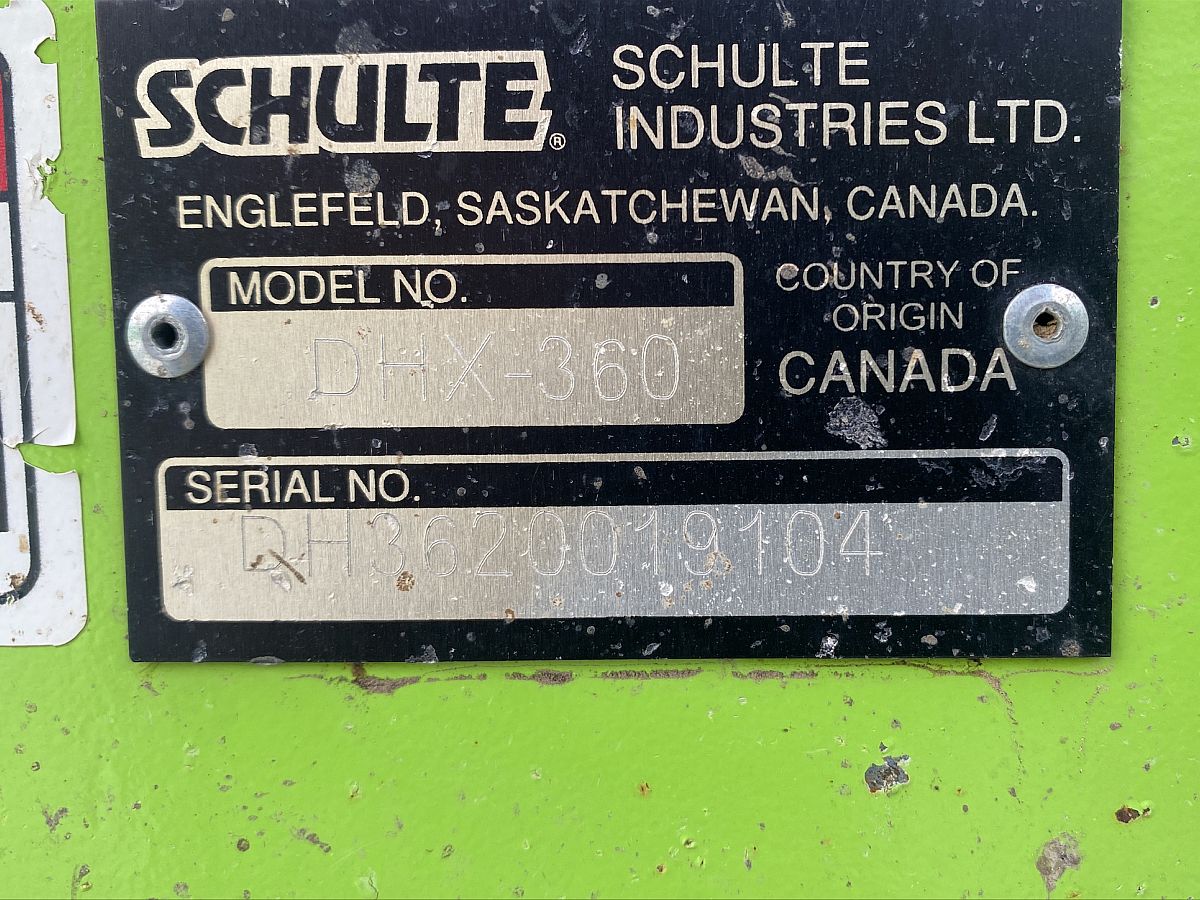 SCHULTE®
SCHULTE
INDUSTRIES LTD.
ENGLEFELD, SASKATCHEWAN, CANADA.
MODEL NO.
DHX-360
COUNTRY OF
ORIGIN
CANADA
SERIAL NO.
DH3620019104